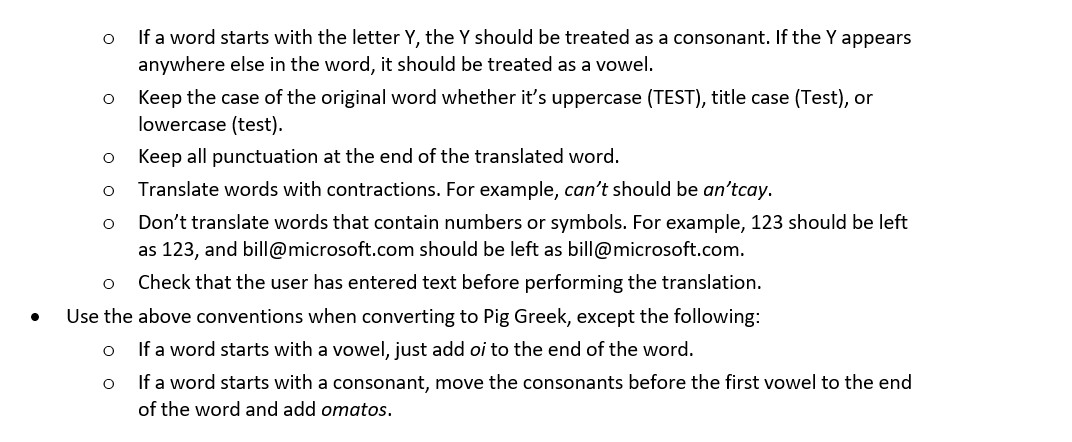 o If a word starts with the letter Y, the Y should be treated as a consonant. If the Y appears
anywhere else in the word, it should be treated as a vowel.
o Keep the case of the original word whether it’s uppercase (TEST), title case (Test), or
lowercase (test).
o Keep all punctuation at the end of the translated word.
o Translate words with contractions. For example, can’t should be an’tcay.
o Don’t translate words that contain numbers or symbols. For example, 123 should be left
as 123, and bill@microsoft.com should be left as bill@microsoft.com.
o Check that the user has entered text before performing the translation.
• Use the above conventions when converting to Pig Greek, except the following:
o If a word starts with a vowel, just add oi to the end of the word.
o If a word starts with a consonant, move the consonants before the first vowel to the end
of the word and add omatos.